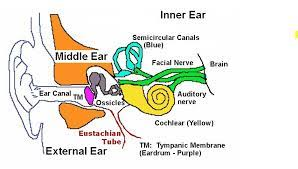 Inner Ear
Semicircular Canals
(Blue)
Middle Ear
Facial Nerve
Brain
Ear Canal
TM
Ossicles
Auditory
nerve
Cochlear (Yellow)
Eustachian
Tube
TM: Tympanic Membrane
(Eardrum - Purple)
External Ear